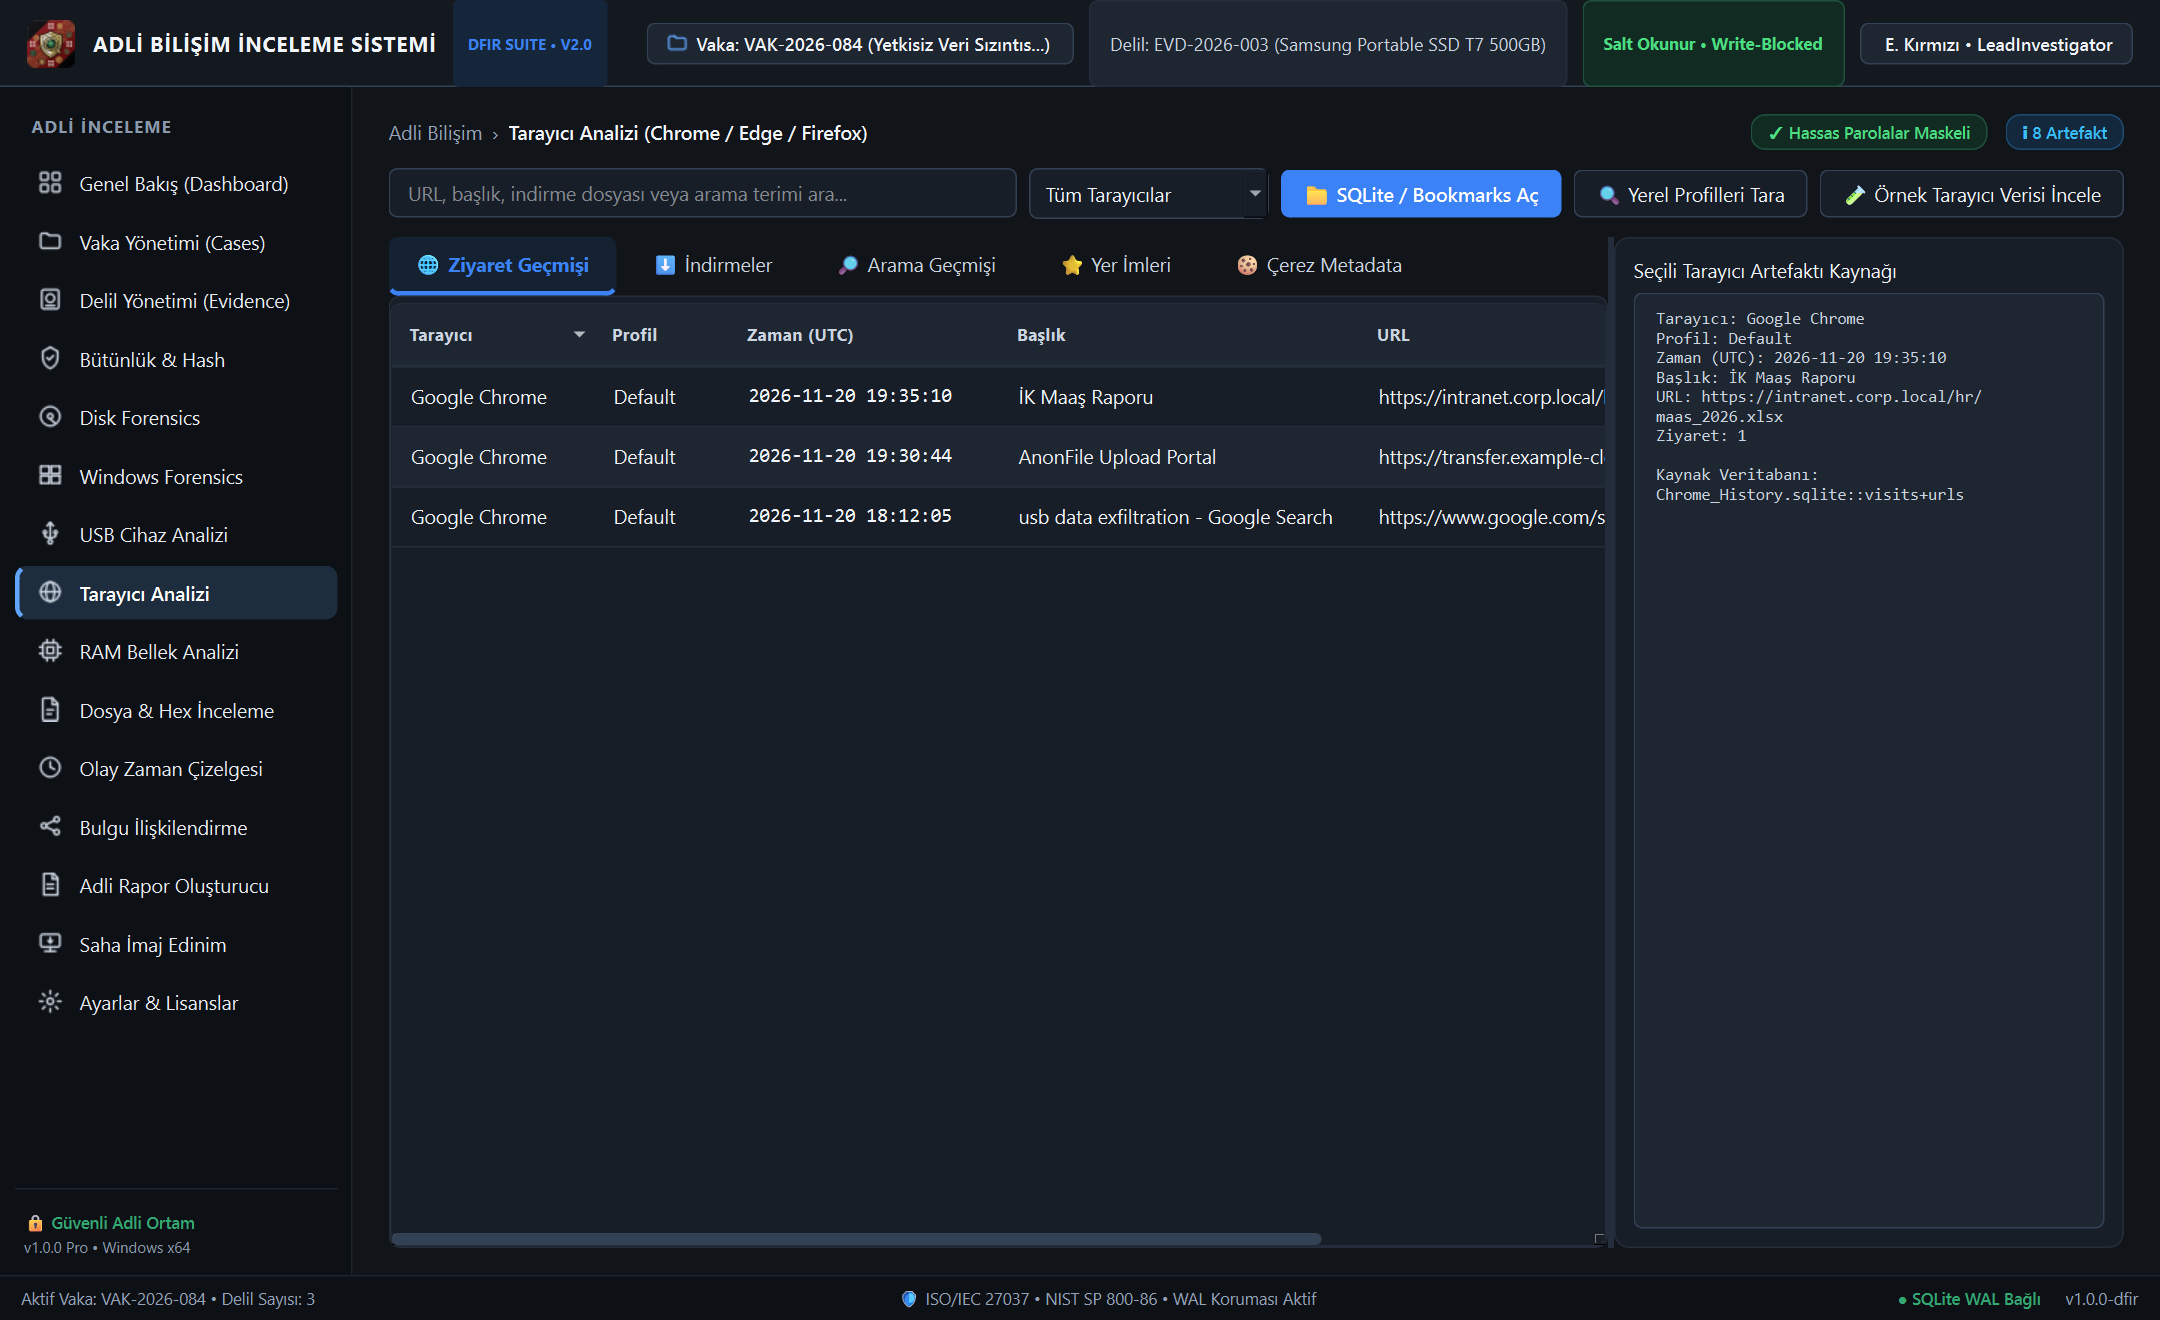 ADLİ BİLİŞİM İNCELEME SİSTEMİ
DFIR SUITE • V2.0
Vaka: VAK-2026-084 (Yetkisiz Veri Sızıntıs...)
Delil: EVD-2026-003 (Samsung Portable SSD T7 500GB)
Salt Okunur • Write-Blocked
E. Kırmızı • LeadInvestigator
ADLİ İNCELEME
Genel Bakış (Dashboard)
Vaka Yönetimi (Cases)
Delil Yönetimi (Evidence)
Bütünlük & Hash
Disk Forensics
Windows Forensics
USB Cihaz Analizi
Tarayıcı Analizi
RAM Bellek Analizi
Dosya & Hex İnceleme
Olay Zaman Çizelgesi
Bulgu İlişkilendirme
Adli Rapor Oluşturucu
Saha İmaj Edinim
Ayarlar & Lisanslar
Güvenli Adli Ortam
v1.0.0 Pro • Windows x64
Adli Bilişim › Tarayıcı Analizi (Chrome / Edge / Firefox)
✓ Hassas Parolalar Maskeli
ℹ 8 Artefakt
URL, başlık, indirme dosyası veya arama terimi ara...
Tüm Tarayıcılar
SQLite / Bookmarks Aç
Yerel Profilleri Tara
Örnek Tarayıcı Verisi İncele
Ziyaret Geçmişi
İndirmeler
Arama Geçmişi
Yer İmleri
Çerez Metadata
Tarayıcı Profil Zaman (UTC) Başlık URL
Google Chrome Default 2026-11-20 19:35:10 İK Maaş Raporu https://intranet.corp.local/
Google Chrome Default 2026-11-20 19:30:44 AnonFile Upload Portal https://transfer.example-cl
Google Chrome Default 2026-11-20 18:12:05 usb data exfiltration - Google Search https://www.google.com/s
Seçili Tarayıcı Artefaktı Kaynağı
Tarayıcı: Google Chrome
Profil: Default
Zaman (UTC): 2026-11-20 19:35:10
Başlık: İK Maaş Raporu
URL: https://intranet.corp.local/hr/
maas_2026.xlsx
Ziyaret: 1
Kaynak Veritabanı:
Chrome_History.sqlite::visits+urls
Aktif Vaka: VAK-2026-084 • Delil Sayısı: 3
ISO/IEC 27037 • NIST SP 800-86 • WAL Koruması Aktif
● SQLite WAL Bağlı
v1.0.0-dfir